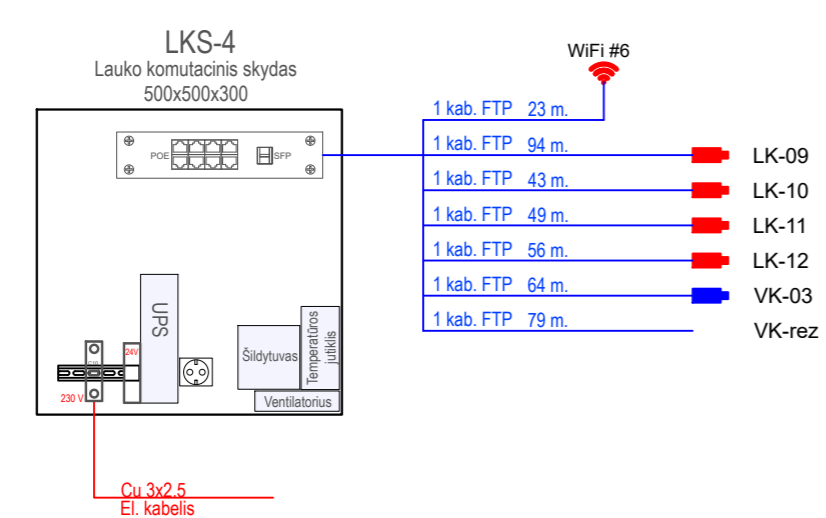 LKS-4
Lauko komutacinis skydas
500x500x300
WiFi #6
1 kab. FTP 23 m.
1 kab. FTP 94 m.
LK-09
1 kab. FTP 43 m.
LK-10
1 kab. FTP 49 m.
LK-11
1 kab. FTP 56 m.
LK-12
1 kab. FTP 64 m.
VK-03
1 kab. FTP 79 m.
VK-rez
POE
SFP
UPS
24V
230 V
Šildytuvas
Temperatūros
jutiklis
Ventilatorius
Cu 3x2.5
El. kabelis